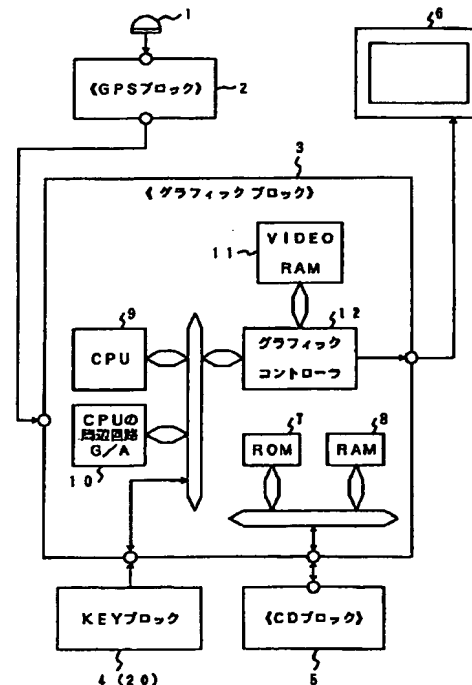 1
6
《GPSブロック》
2
3
《グラフィックブロック》
VIDEO
RAM
11
12
9
CPU
グラフィック
コントローラ
CPUの
周辺回路
G/A
10
7
ROM
8
RAM
KEYブロック
4 (20)
《CDブロック》
5